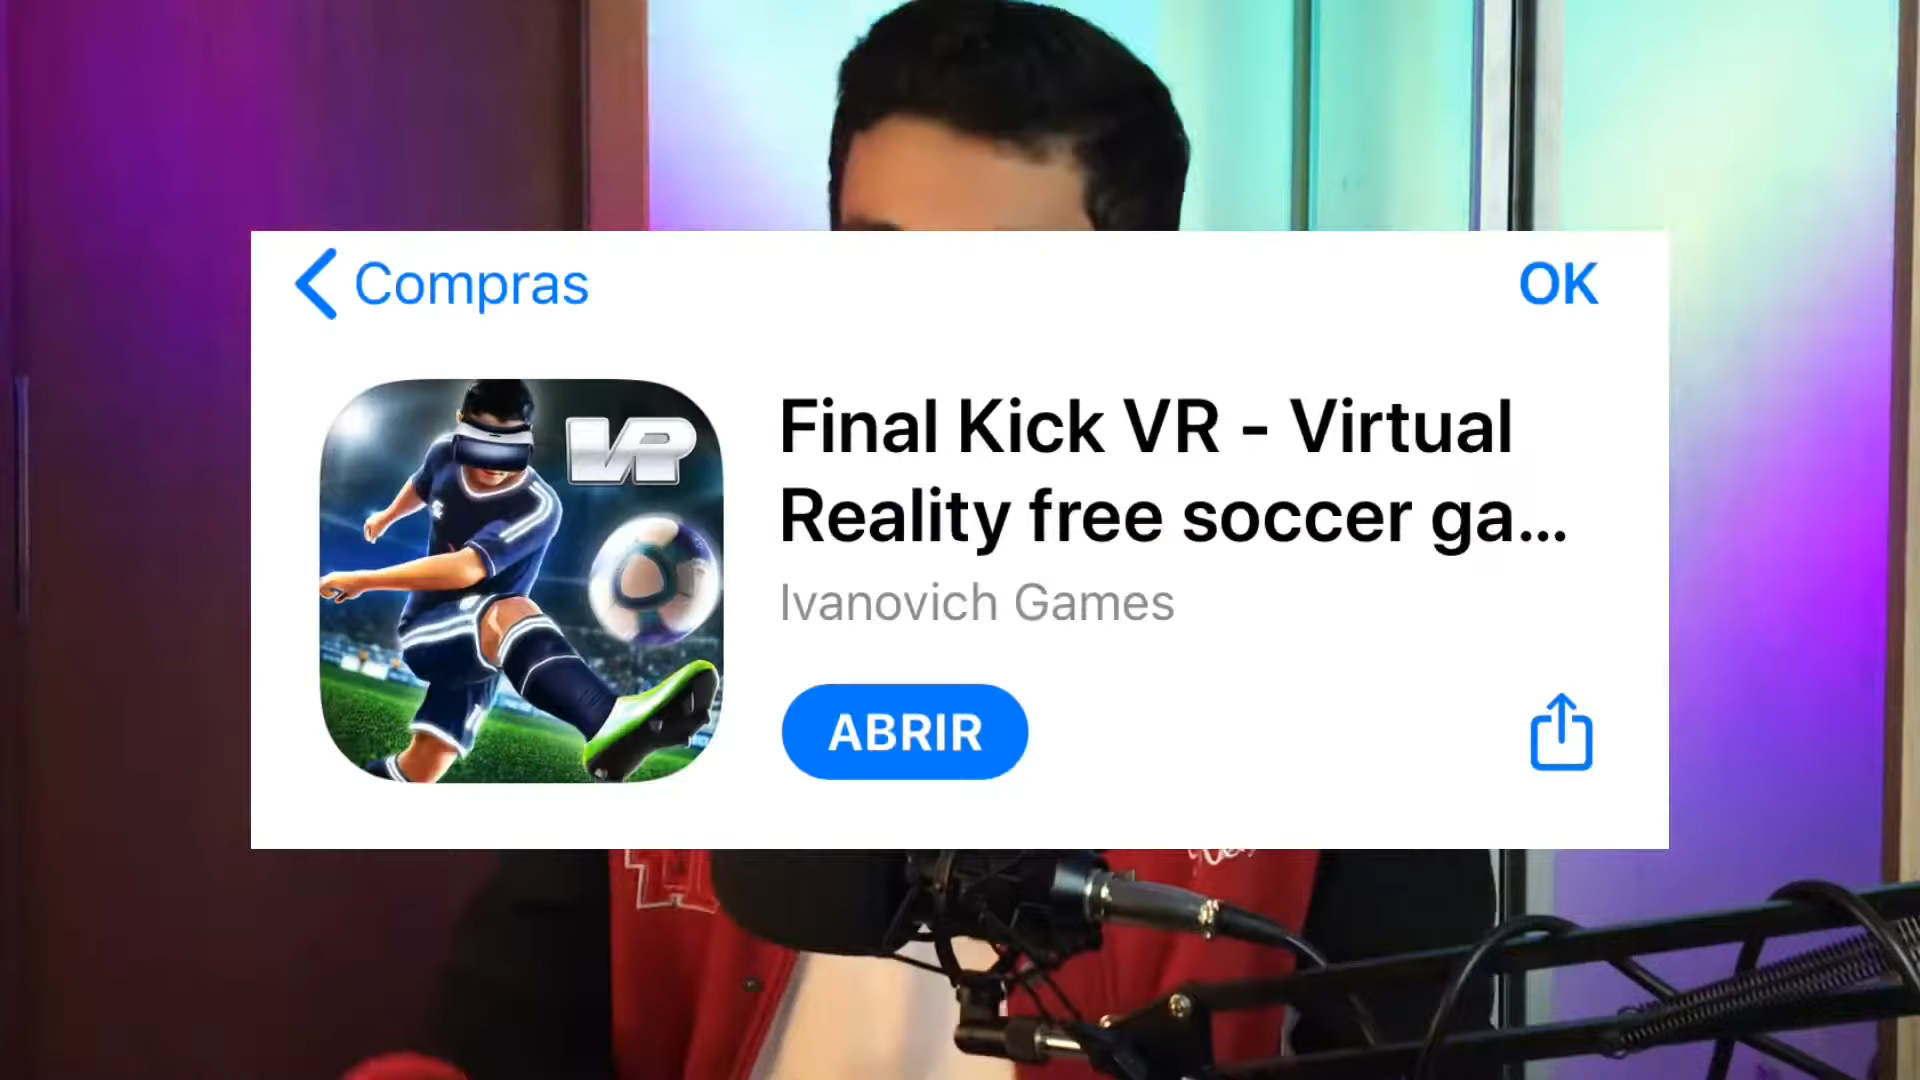 Compras
OK
VR
Final Kick VR - Virtual
Reality free soccer ga...
Ivanovich Games
ABRIR